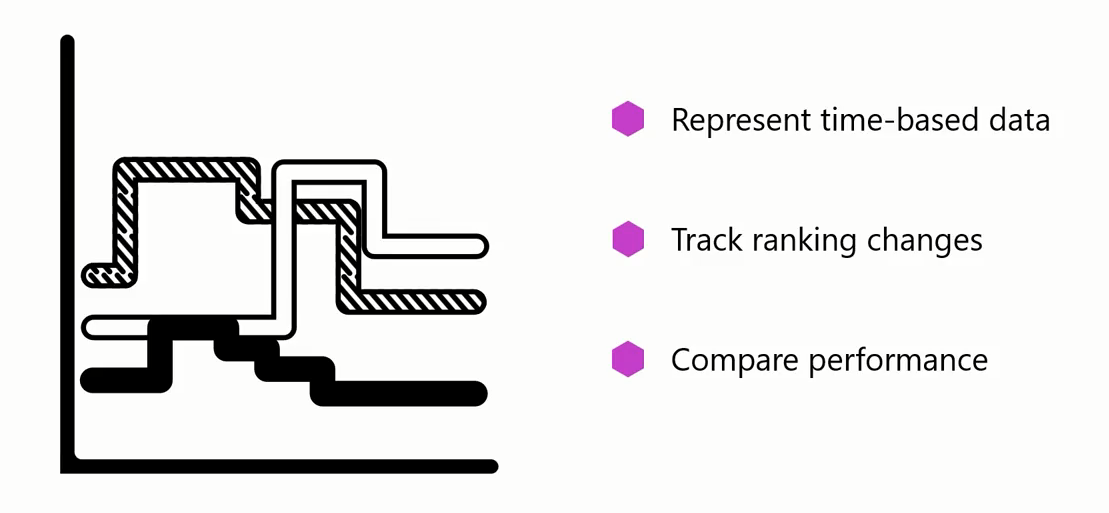 Represent time-based data
Track ranking changes
Compare performance